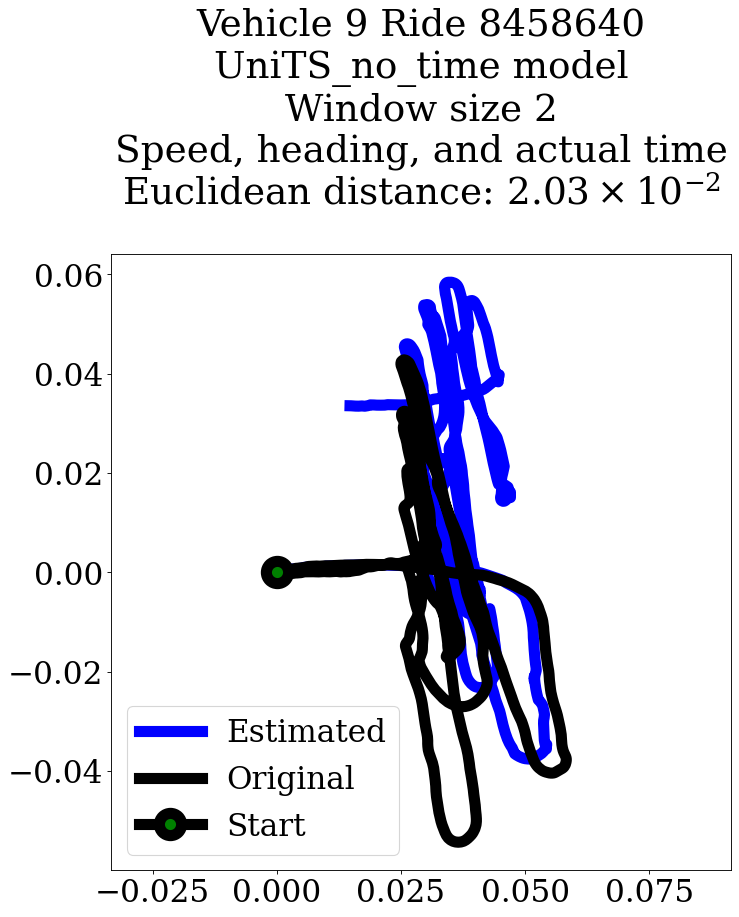 Vehicle 9 Ride 8458640
UniTS_no_time model
Window size 2
Speed, heading, and actual time
Euclidean distance: 2.03 × 10⁻²
0.06
0.04
0.02
0.00
−0.02
−0.04
Estimated
Original
Start
−0.025 0.000 0.025 0.050 0.075